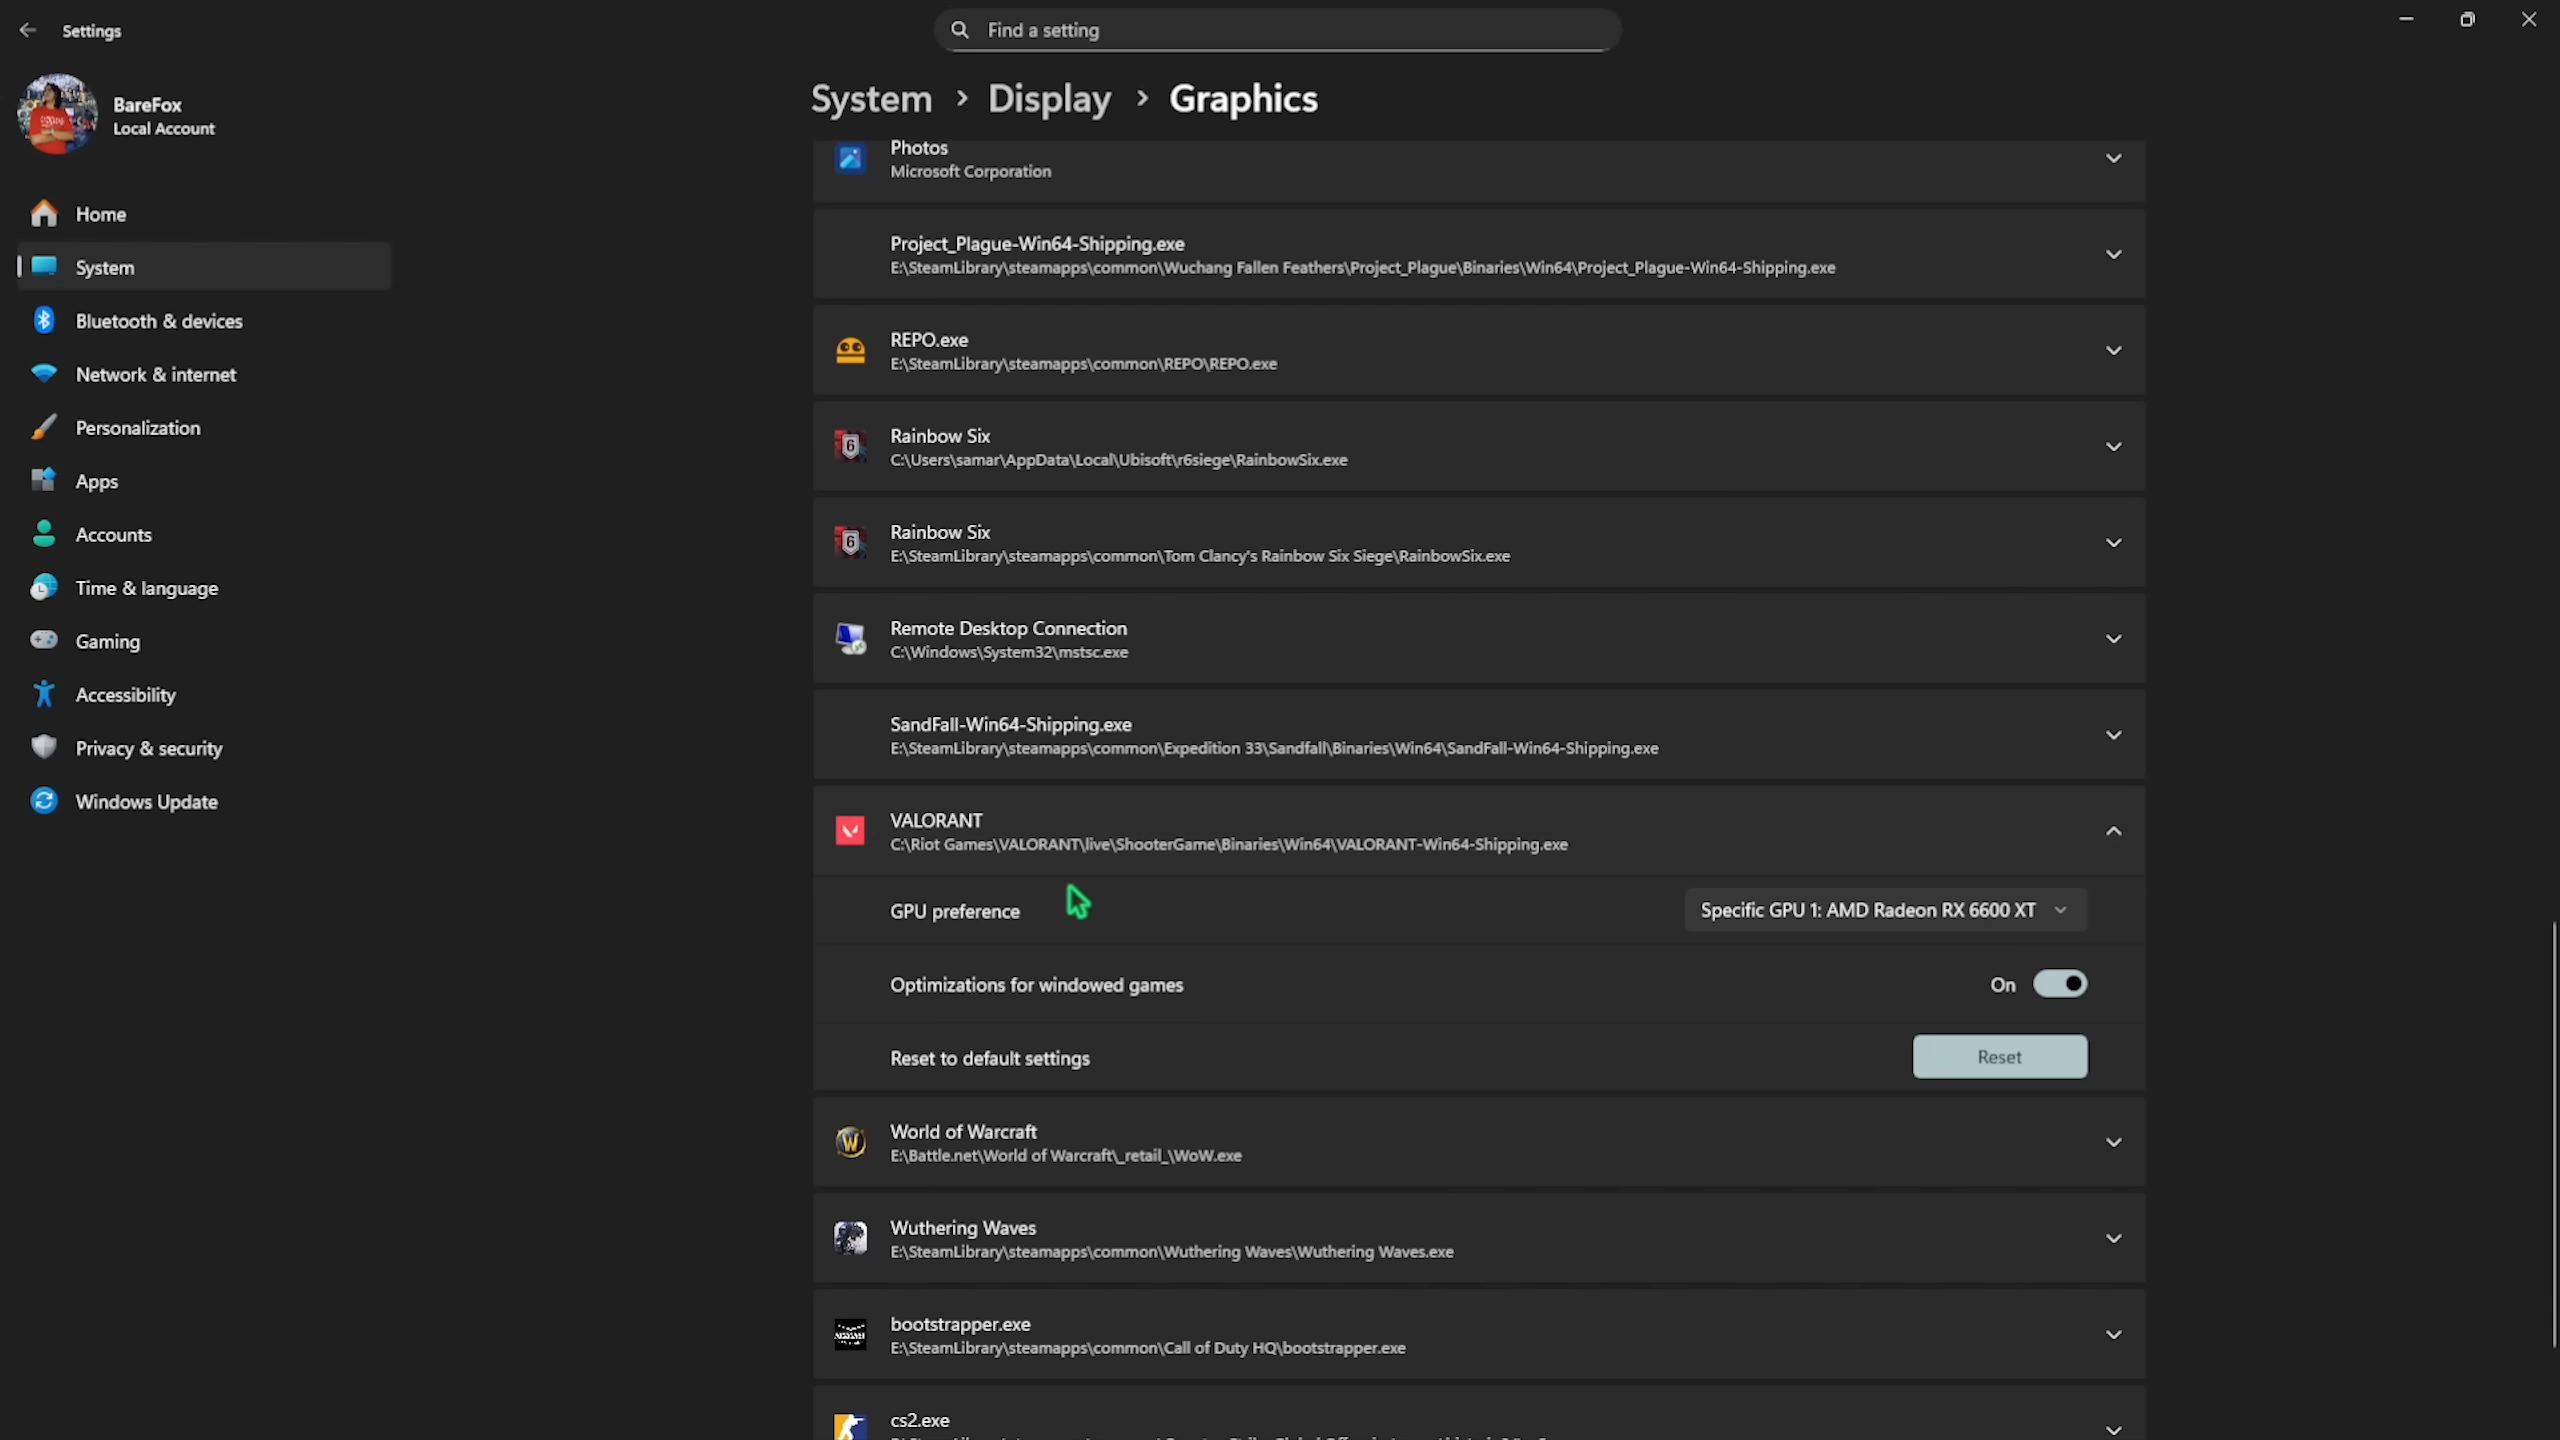 Settings
Find a setting
BareFox
Local Account
Home
System
Bluetooth & devices
Network & internet
Personalization
Apps
Accounts
Time & language
Gaming
Accessibility
Privacy & security
Windows Update
System > Display > Graphics
Photos
Microsoft Corporation
Project_Plague-Win64-Shipping.exe
E:\SteamLibrary\steamapps\common\Wuchang Fallen Feathers\Project_Plague\Binaries\Win64\Project_Plague-Win64-Shipping.exe
REPO.exe
E:\SteamLibrary\steamapps\common\REPO\REPO.exe
Rainbow Six
C:\Users\samar\AppData\Local\Ubisoft\r6siege\RainbowSix.exe
Rainbow Six
E:\SteamLibrary\steamapps\common\Tom Clancy's Rainbow Six Siege\RainbowSix.exe
Remote Desktop Connection
C:\Windows\System32\mstsc.exe
SandFall-Win64-Shipping.exe
E:\SteamLibrary\steamapps\common\Expedition 33\Sandfall\Binaries\Win64\SandFall-Win64-Shipping.exe
VALORANT
C:\Riot Games\VALORANT\live\ShooterGame\Binaries\Win64\VALORANT-Win64-Shipping.exe
GPU preference
Specific GPU 1: AMD Radeon RX 6600 XT
Optimizations for windowed games
On
Reset to default settings
Reset
World of Warcraft
E:\Battle.net\World of Warcraft\_retail_\WoW.exe
Wuthering Waves
E:\SteamLibrary\steamapps\common\Wuthering Waves\Wuthering Waves.exe
bootstrapper.exe
E:\SteamLibrary\steamapps\common\Call of Duty HQ\bootstrapper.exe
cs2.exe